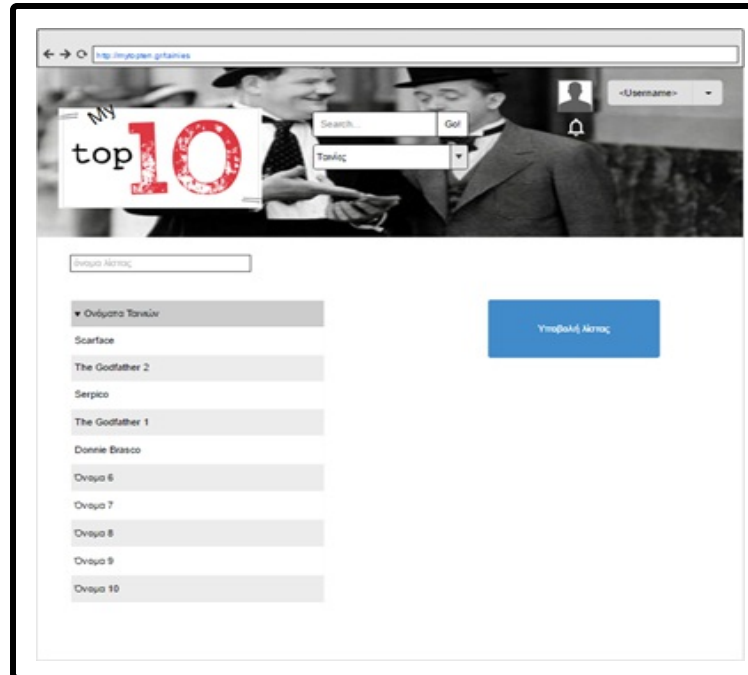 http://mytopten.gr/tainies
<Username>
My
top 10
Search... Go!
Ταινίες
όνομα λίστας
Ονόματα Ταινιών
Υποβολή λίστας
Scarface
The Godfather 2
Serpico
The Godfather 1
Donnie Brasco
Όνομα 6
Όνομα 7
Όνομα 8
Όνομα 9
Όνομα 10